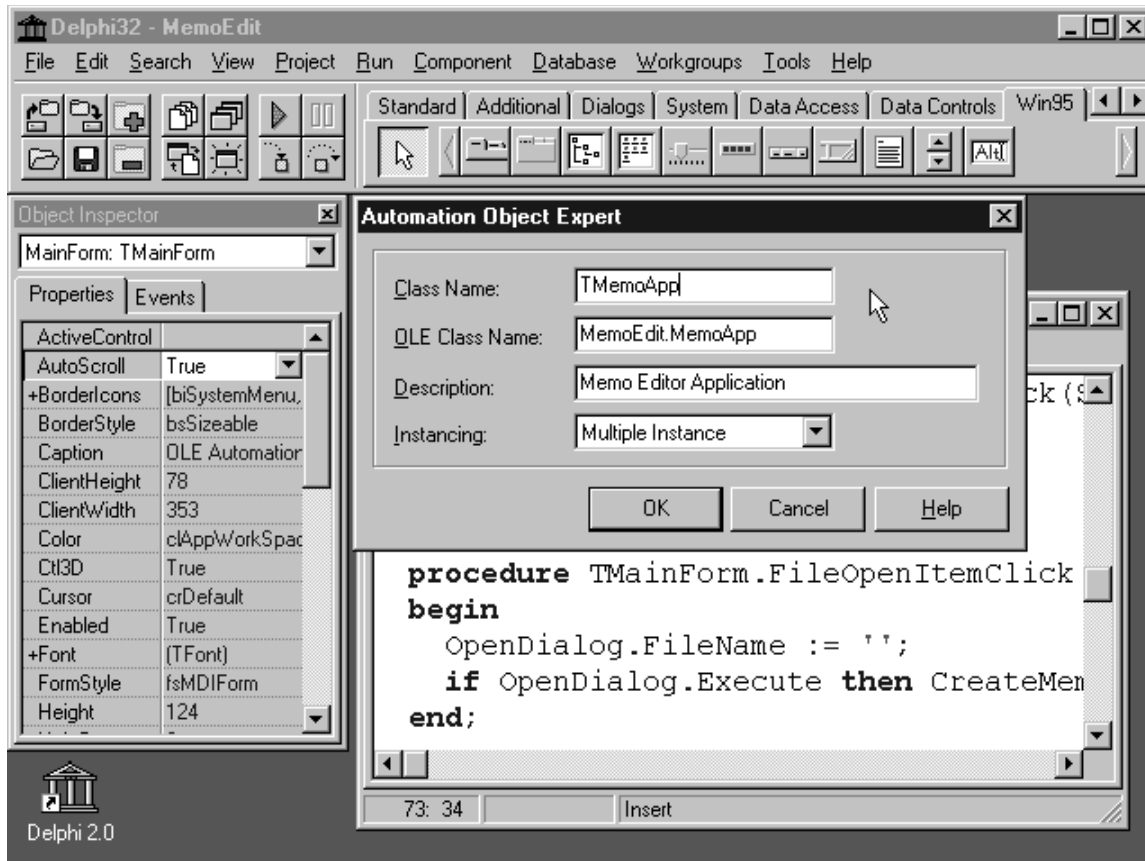 Delphi32 - MemoEdit
File Edit Search View Project Run Component Database Workgroups Tools Help
Standard Additional Dialogs System Data Access Data Controls Win95
Object Inspector
MainForm: TMainForm
Properties Events
ActiveControl
AutoScroll True
+BorderIcons [biSystemMenu,
BorderStyle bsSizeable
Caption OLE Automation
ClientHeight 78
ClientWidth 353
Color clAppWorkSpac
Ctl3D True
Cursor crDefault
Enabled True
+Font (TFont)
FormStyle fsMDIForm
Height 124
Automation Object Expert
Class Name: TMemoApp
OLE Class Name: MemoEdit.MemoApp
Description: Memo Editor Application
Instancing: Multiple Instance
OK Cancel Help
ck(S
procedure TMainForm.FileOpenItemClick
begin
OpenDialog.FileName := '';
if OpenDialog.Execute then CreateMem
end;
73: 34 Insert
Delphi 2.0